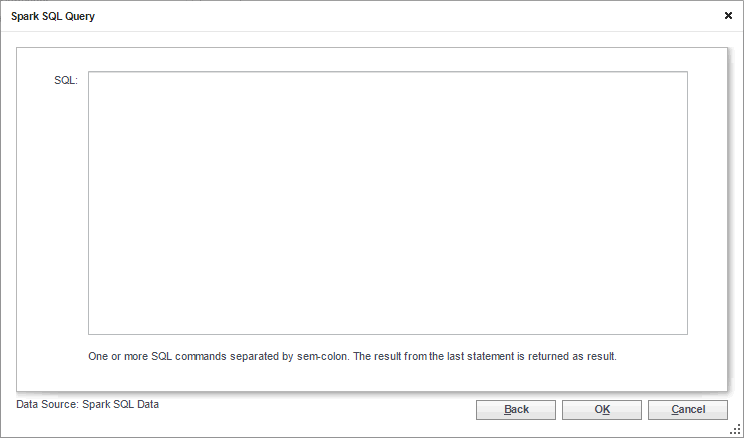 Spark SQL Query
SQL:
One or more SQL commands separated by sem-colon. The result from the last statement is returned as result.
Data Source: Spark SQL Data
Back
OK
Cancel